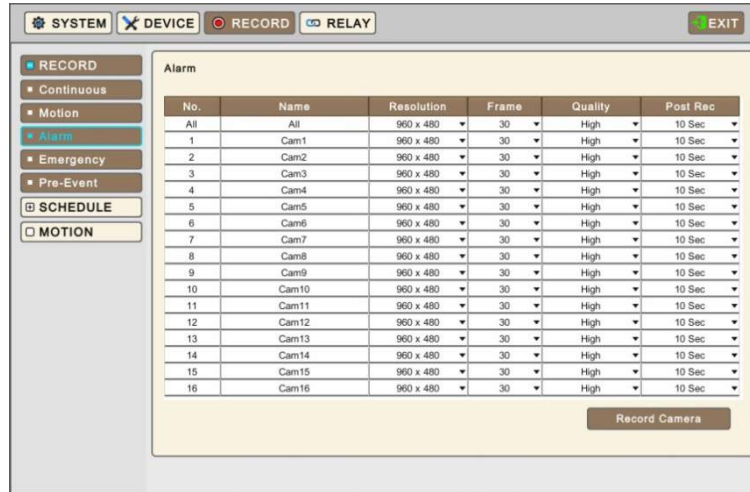 SYSTEM DEVICE RECORD RELAY EXIT
RECORD
Continuous
Motion
Alarm
Emergency
Pre-Event
SCHEDULE
MOTION
Alarm
No. Name Resolution Frame Quality Post Rec
All All 960 x 480 30 High 10 Sec
1 Cam1 960 x 480 30 High 10 Sec
2 Cam2 960 x 480 30 High 10 Sec
3 Cam3 960 x 480 30 High 10 Sec
4 Cam4 960 x 480 30 High 10 Sec
5 Cam5 960 x 480 30 High 10 Sec
6 Cam6 960 x 480 30 High 10 Sec
7 Cam7 960 x 480 30 High 10 Sec
8 Cam8 960 x 480 30 High 10 Sec
9 Cam9 960 x 480 30 High 10 Sec
10 Cam10 960 x 480 30 High 10 Sec
11 Cam11 960 x 480 30 High 10 Sec
12 Cam12 960 x 480 30 High 10 Sec
13 Cam13 960 x 480 30 High 10 Sec
14 Cam14 960 x 480 30 High 10 Sec
15 Cam15 960 x 480 30 High 10 Sec
16 Cam16 960 x 480 30 High 10 Sec
Record Camera